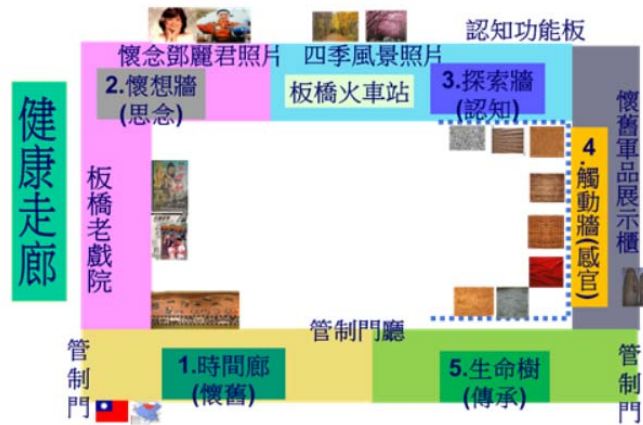 懷念鄧麗君照片
四季風景照片
認知功能板
2.懷想牆
(思念)
板橋火車站
3.探索牆
(認知)
健康走廊
板橋老戲院
4.觸動牆(感官)
懷舊軍品展示櫃
管制門廳
管制門
1.時間廊
(懷舊)
5.生命樹
(傳承)
管制門